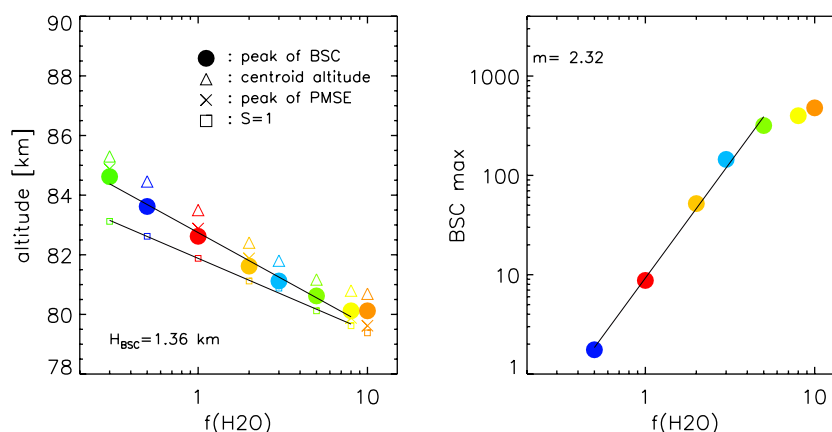 90
88
86
84
82
80
78
altitude [km]
: peak of BSC
: centroid altitude
: peak of PMSE
: S=1
H_BSC=1.36 km
1
10
f(H2O)
1000
100
10
1
BSC max
m= 2.32
1
10
f(H2O)